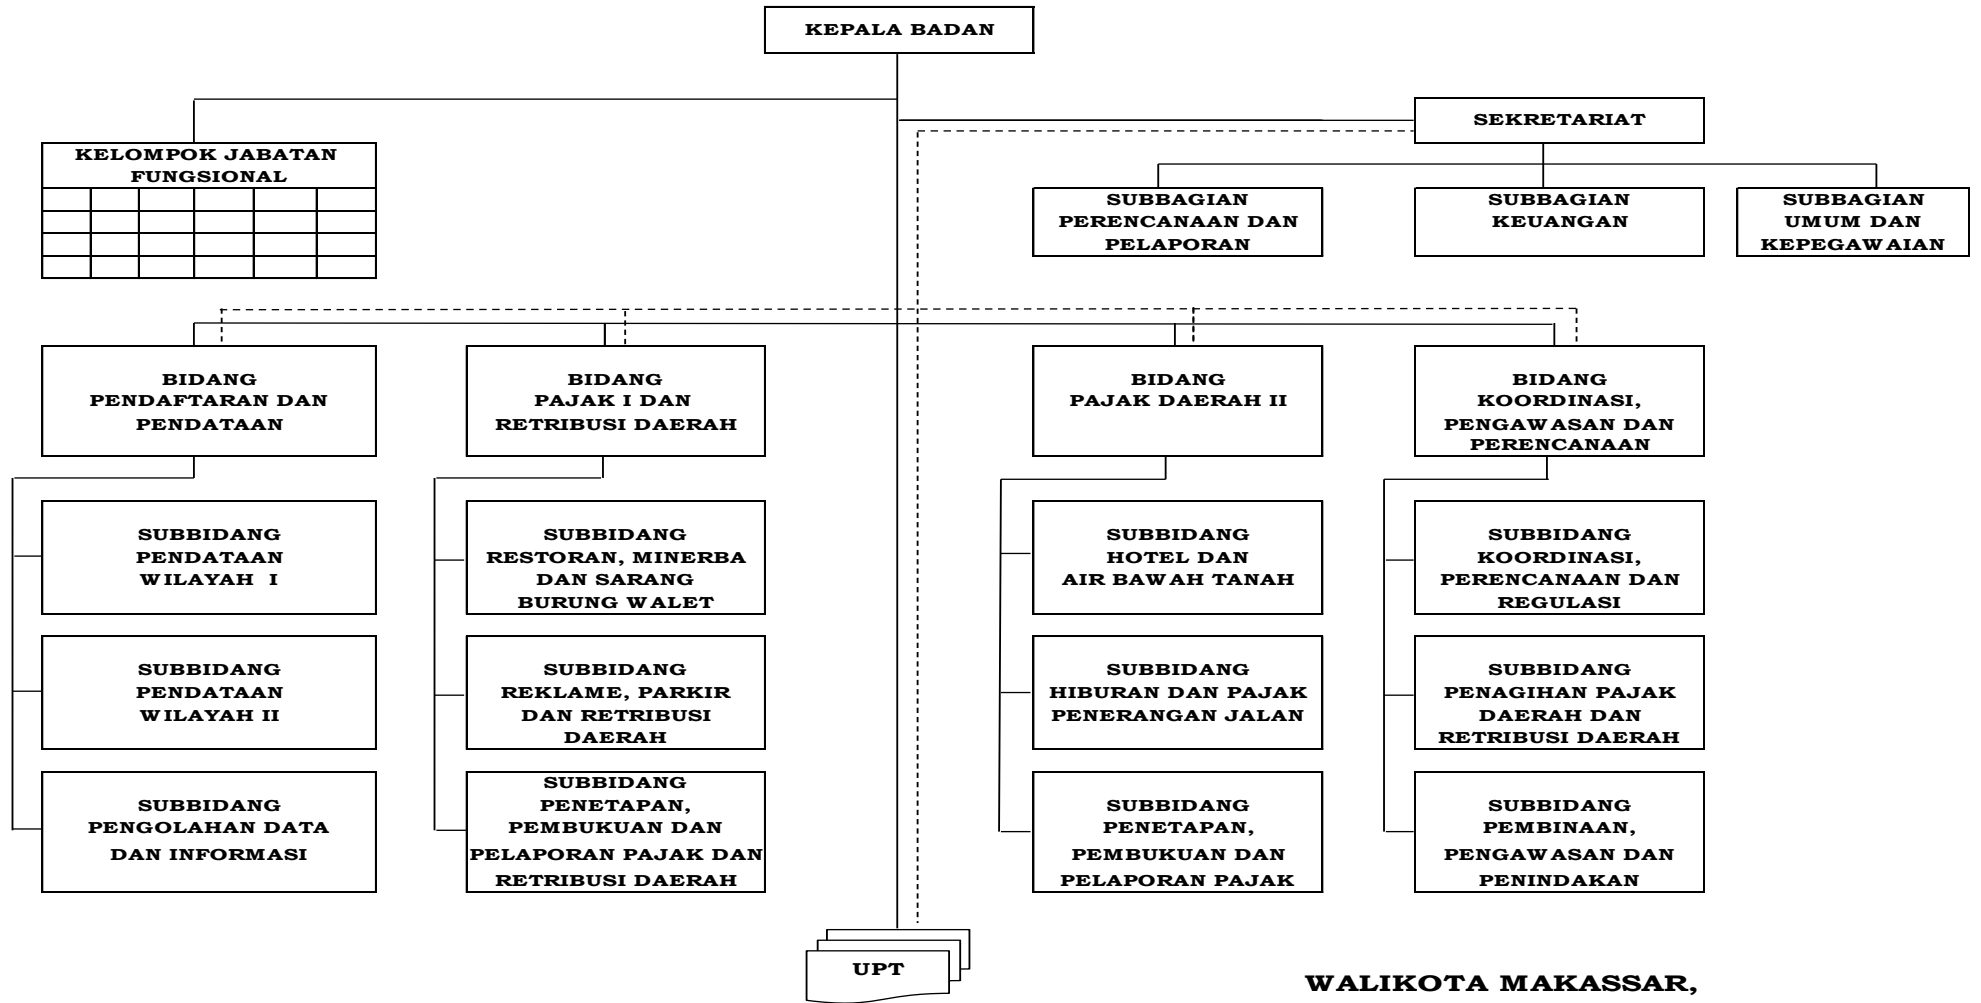 KEPALA BADAN
SEKRETARIAT
KELOMPOK JABATAN
FUNGSIONAL
SUBBAGIAN
PERENCANAAN DAN
PELAPORAN
SUBBAGIAN
KEUANGAN
SUBBAGIAN
UMUM DAN
KEPEGAWAIAN
BIDANG
PENDAFTARAN DAN
PENDATAAN
BIDANG
PAJAK I DAN
RETRIBUSI DAERAH
BIDANG
PAJAK DAERAH II
BIDANG
KOORDINASI,
PENGAWASAN DAN
PERENCANAAN
SUBBIDANG
PENDATAAN
WILAYAH I
SUBBIDANG
RESTORAN, MINERBA
DAN SARANG
BURUNG WALET
SUBBIDANG
HOTEL DAN
AIR BAWAH TANAH
SUBBIDANG
KOORDINASI,
PERENCANAAN DAN
REGULASI
SUBBIDANG
PENDATAAN
WILAYAH II
SUBBIDANG
REKLAME, PARKIR
DAN RETRIBUSI
DAERAH
SUBBIDANG
HIBURAN DAN PAJAK
PENERANGAN JALAN
SUBBIDANG
PENAGIHAN PAJAK
DAERAH DAN
RETRIBUSI DAERAH
SUBBIDANG
PENGOLAHAN DATA
DAN INFORMASI
SUBBIDANG
PENETAPAN,
PEMBUKUAN DAN
PELAPORAN PAJAK DAN
RETRIBUSI DAERAH
SUBBIDANG
PENETAPAN,
PEMBUKUAN DAN
PELAPORAN PAJAK
SUBBIDANG
PEMBINAAN,
PENGAWASAN DAN
PENINDAKAN
UPT
WALIKOTA MAKASSAR,